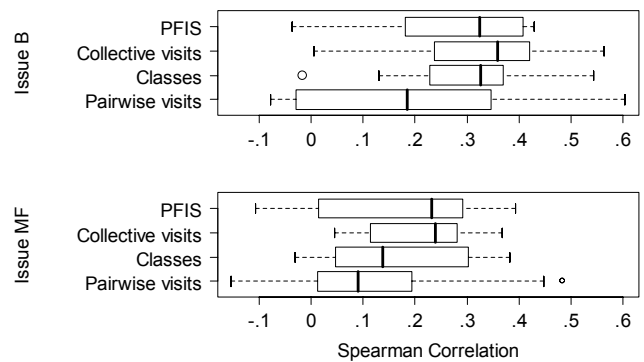 Issue B
PFIS
Collective visits
Classes
Pairwise visits
-.1 0 .1 .2 .3 .4 .5 .6
Issue MF
PFIS
Collective visits
Classes
Pairwise visits
-.1 0 .1 .2 .3 .4 .5 .6
Spearman Correlation